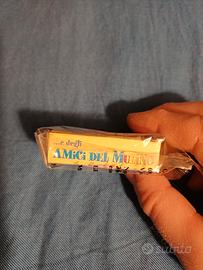 ...e degli
AMiCi DEL MULINO
subito